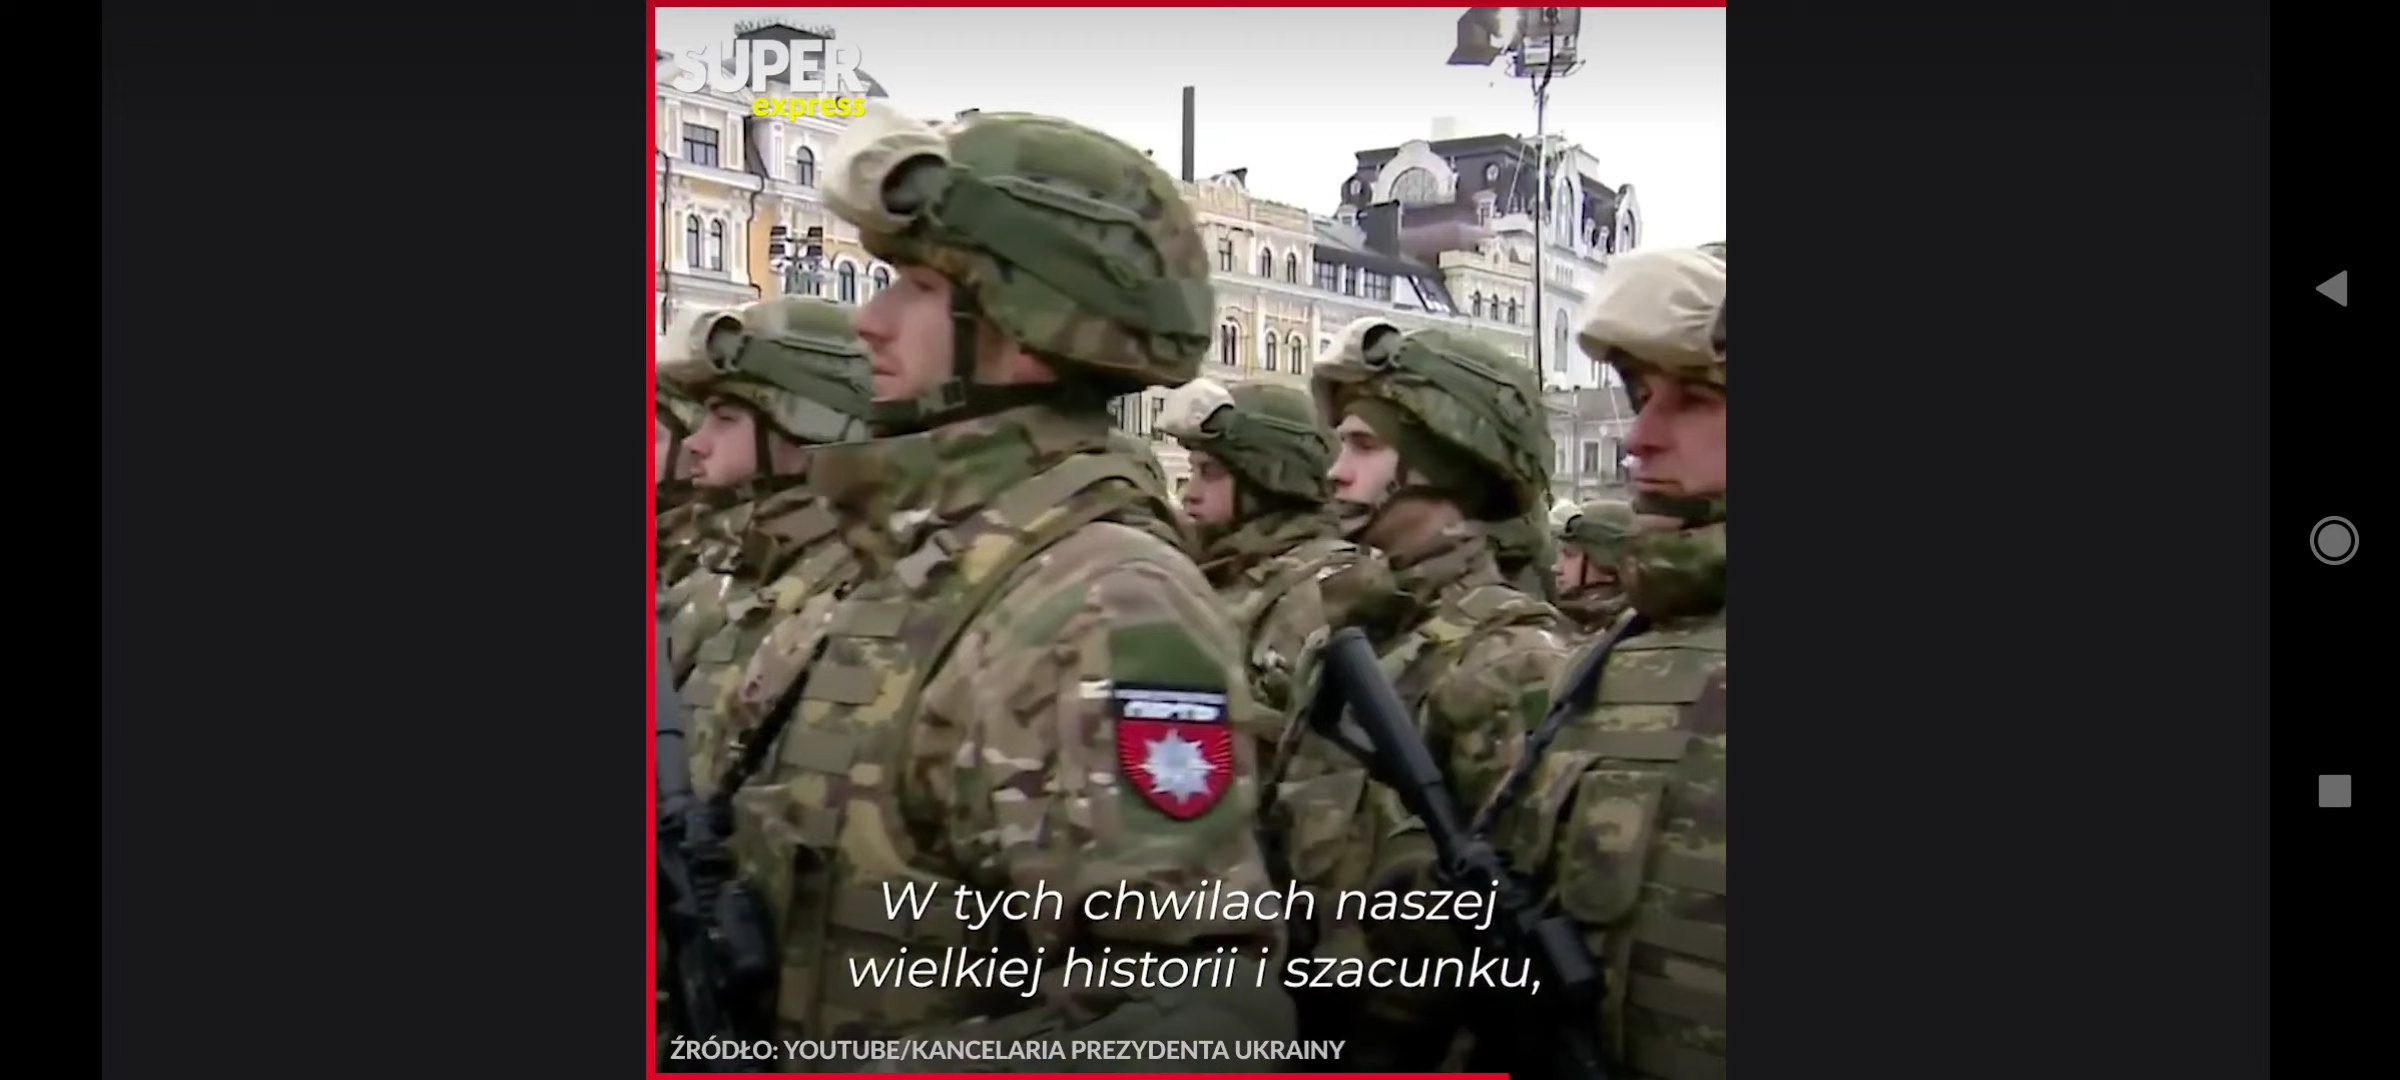 SUPER
express
W tych chwilach naszej
wielkiej historii i szacunku,
ŹRÓDŁO: YOUTUBE/KANCELARIA PREZYDENTA UKRAINY